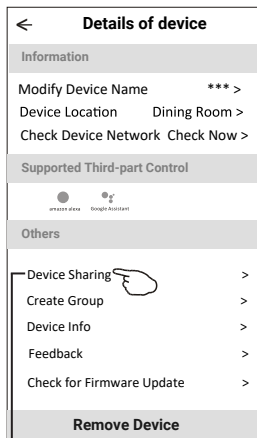 Details of device
Information
Modify Device Name *** >
Device Location Dining Room >
Check Device Network Check Now >
Supported Third-part Control
amazon alexa Google Assistant
Others
Device Sharing >
Create Group >
Device Info >
Feedback >
Check for Firmware Update >
Remove Device